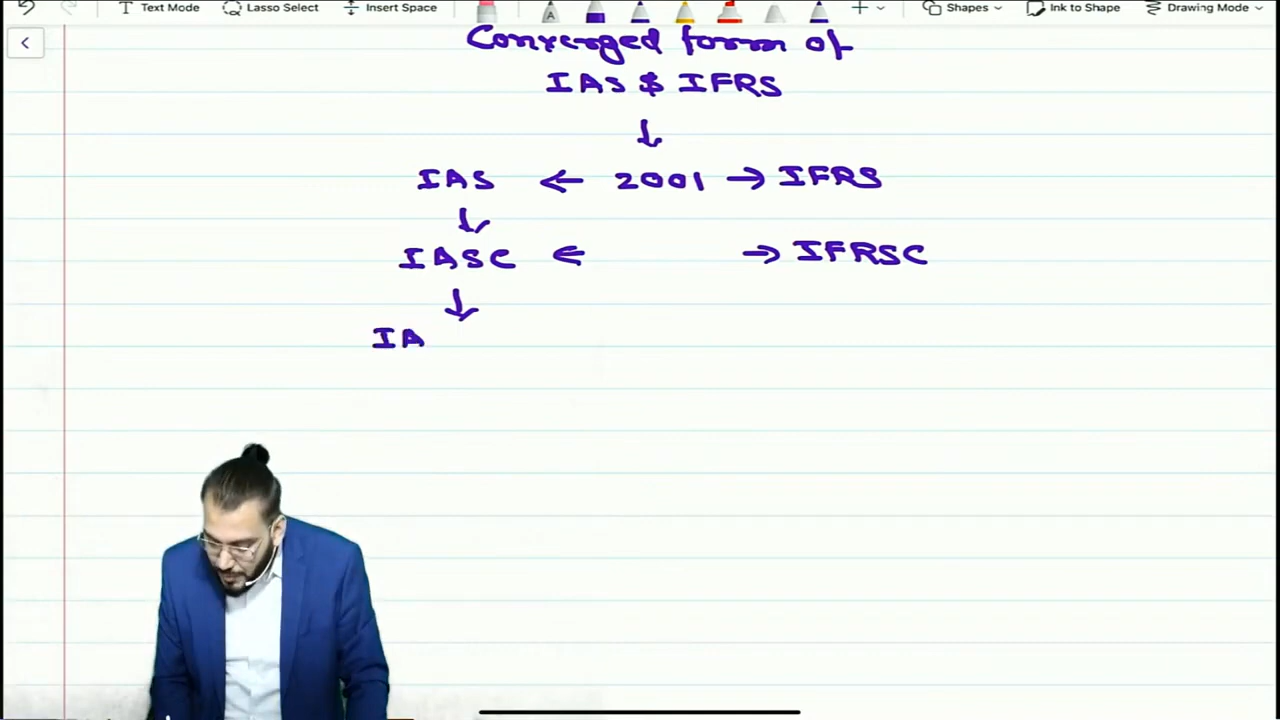 Text Mode Lasso Select Insert Space Shapes Ink to Shape Drawing Mode
Converged form of
IAS & IFRS
↓
IAS ← 2001 → IFRS
↓
IASC ← → IFRSC
↓
IA